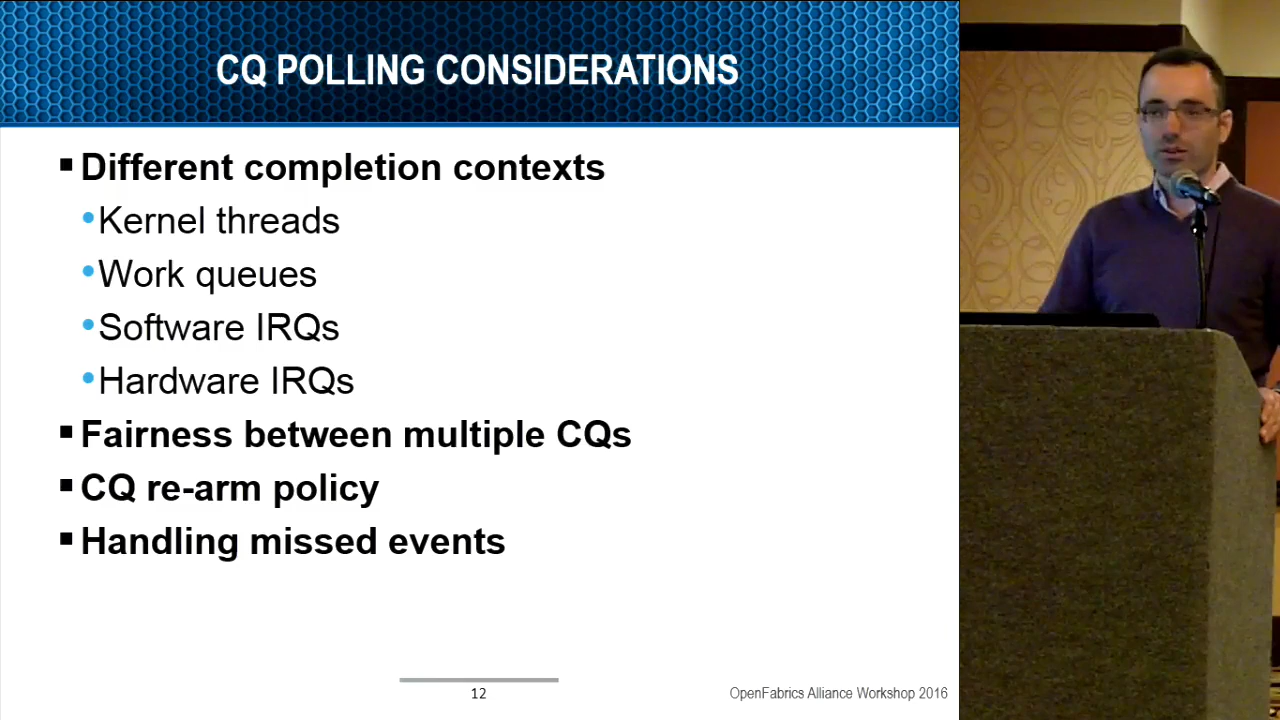 CQ POLLING CONSIDERATIONS
▪ Different completion contexts
• Kernel threads
• Work queues
• Software IRQs
• Hardware IRQs
▪ Fairness between multiple CQs
▪ CQ re-arm policy
▪ Handling missed events
12
OpenFabrics Alliance Workshop 2016